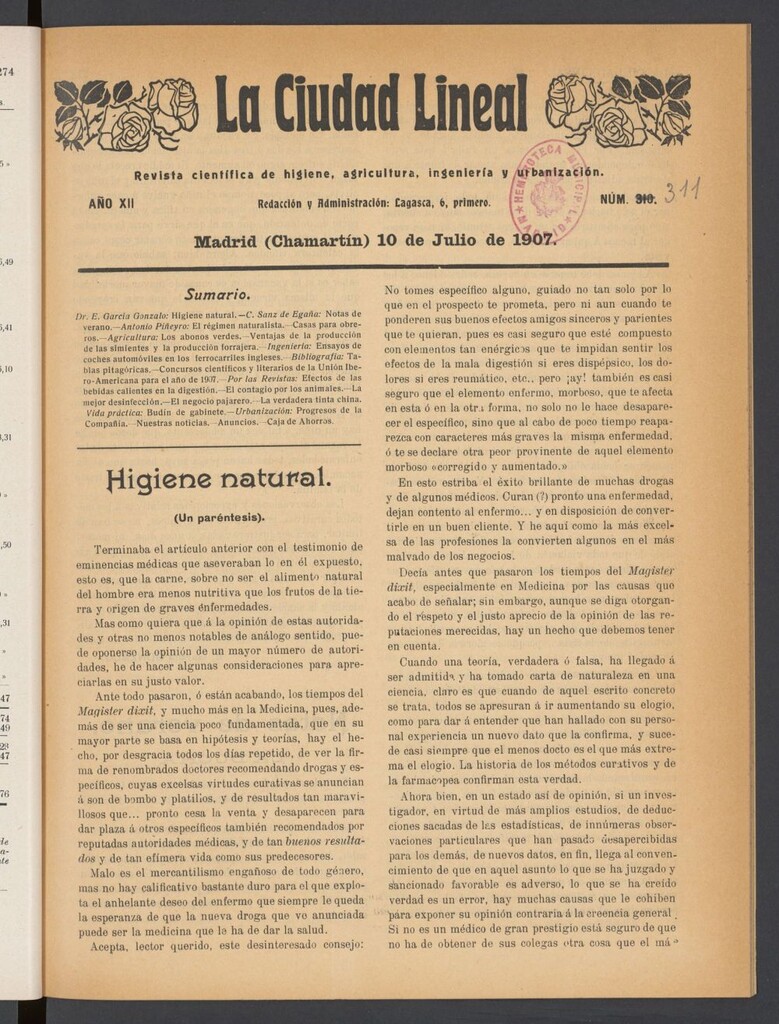 La Ciudad Lineal
Revista científica de higiene, agricultura, ingeniería y urbanización.
AÑO XII
Redacción y Administración: Lagasca, 6, primero.
NÚM. 310. 311
HEMEROTECA MUNICIPAL
MADRID
Madrid (Chamartín) 10 de Julio de 1907.
Sumario.
Dr. E. Garcia Gonzalo: Higiene natural.—C. Sanz de Egaña: Notas de
verano.—Antonio Piñeyro: El régimen naturalista.—Casas para obre-
ros.—Agricultura: Los abonos verdes.—Ventajas de la producción
de las simientes y la producción forrajera.—Ingeniería: Ensayos de
coches automóviles en los ferrocarriles ingleses.—Bibliografía: Ta-
blas pitagóricas.—Concursos científicos y literarios de la Unión Ibe-
ro-Americana para el año de 1907.—Por las Revistas: Efectos de las
bebidas calientes en la digestión.—El contagio por los animales.—La
mejor desinfección.—El negocio pajarero.—La verdadera tinta china.
Vida práctica: Budín de gabinete.—Urbanización: Progresos de la
Compañía.—Nuestras noticias.—Anuncios.—Caja de Ahorros.
Higiene natural.
(Un paréntesis).
Terminaba el artículo anterior con el testimonio de
eminencias médicas que aseveraban lo en él expuesto,
esto es, que la carne, sobre no ser el alimento natural
del hombre era menos nutritiva que los frutos de la tie-
rra y origen de graves énfermedades.
Mas como quiera que á la opinión de estas autorida-
des y otras no menos notables de análogo sentido, pue-
de oponerse la opinión de un mayor número de autori-
dades, he de hacer algunas consideraciones para apre-
ciarlas en su justo valor.
Ante todo pasaron, ó están acabando, los tiempos del
Magister dixit, y mucho más en la Medicina, pues, ade-
más de ser una ciencia poco fundamentada, que en su
mayor parte se basa en hipótesis y teorías, hay el he-
cho, por desgracia todos los días repetido, de ver la fir-
ma de renombrados doctores recomendando drogas y es-
pecíficos, cuyas excelsas virtudes curativas se anuncian
á son de bombo y platillos, y de resultados tan maravi-
llosos que... pronto cesa la venta y desaparecen para
dar plaza á otros específicos también recomendados por
reputadas autoridades médicas, y de tan buenos resulta-
dos y de tan efímera vida como sus predecesores.
Malo es el mercantilismo engañoso de todo género,
mas no hay calificativo bastante duro para el que explo-
ta el anhelante deseo del enfermo que siempre le queda
la esperanza de que la nueva droga que ve anunciada
puede ser la medicina que le ha de dar la salud.
Acepta, lector querido, este desinteresado consejo:
No tomes específico alguno, guiado no tan solo por lo
que en el prospecto te prometa, pero ni aun cuando te
ponderen sus buenos efectos amigos sinceros y parientes
que te quieran, pues es casi seguro que esté compuesto
con elementos tan enérgicos que te impidan sentir los
efectos de la mala digestión si eres dispépsico, los do-
lores si eres reumático, etc., pero ¡ay! también es casi
seguro que el elemento enfermo, morboso, que te afecta
en esta ó en la otra forma, no solo no le hace desapare-
cer el específico, sino que al cabo de poco tiempo reapa-
rezca con caracteres más graves la misma enfermedad,
ó te se declare otra peor provinente de aquel elemento
morboso «corregido y aumentado.»
En esto estriba el éxito brillante de muchas drogas
y de algunos médicos. Curan (?) pronto una enfermedad,
dejan contento al enfermo... y en disposición de conver-
tirle en un buen cliente. Y he aquí como la más excel-
sa de las profesiones la convierten algunos en el más
malvado de los negocios.
Decía antes que pasaron los tiempos del Magister
dixit, especialmente en Medicina por las causas que
acabo de señalar; sin embargo, aunque se diga otorgan-
do el respeto y el justo aprecio de la opinión de las re-
putaciones merecidas, hay un hecho que debemos tener
en cuenta.
Cuando una teoría, verdadera ó falsa, ha llegado á
ser admitida y ha tomado carta de naturaleza en una
ciencia, claro es que cuando de aquel escrito concreto
se trata, todos se apresuran á ir aumentando su elogio,
como para dar á entender que han hallado con su perso-
nal experiencia un nuevo dato que la confirma, y suce-
de casi siempre que el menos docto es el que más extre-
ma el elogio. La historia de los métodos curativos y de
la farmacopea confirman esta verdad.
Ahora bien, en un estado así de opinión, si un inves-
tigador, en virtud de más amplios estudios, de deduc-
ciones sacadas de las estadísticas, de innúmeras obser-
vaciones particulares que han pasado desapercibidas
para los demás, de nuevos datos, en fin, llega al conven-
cimiento de que en aquel asunto lo que se ha juzgado y
sancionado favorable es adverso, lo que se ha creído
verdad es un error, hay muchas causas que le cohiben
para exponer su opinión contraria á la creencia general.
Si no es un médico de gran prestigio está seguro de que
no ha de obtener de sus colegas otra cosa que el má
274
6,49
5,41
5,10
3,31
,50
,31
47
74
49
47
76